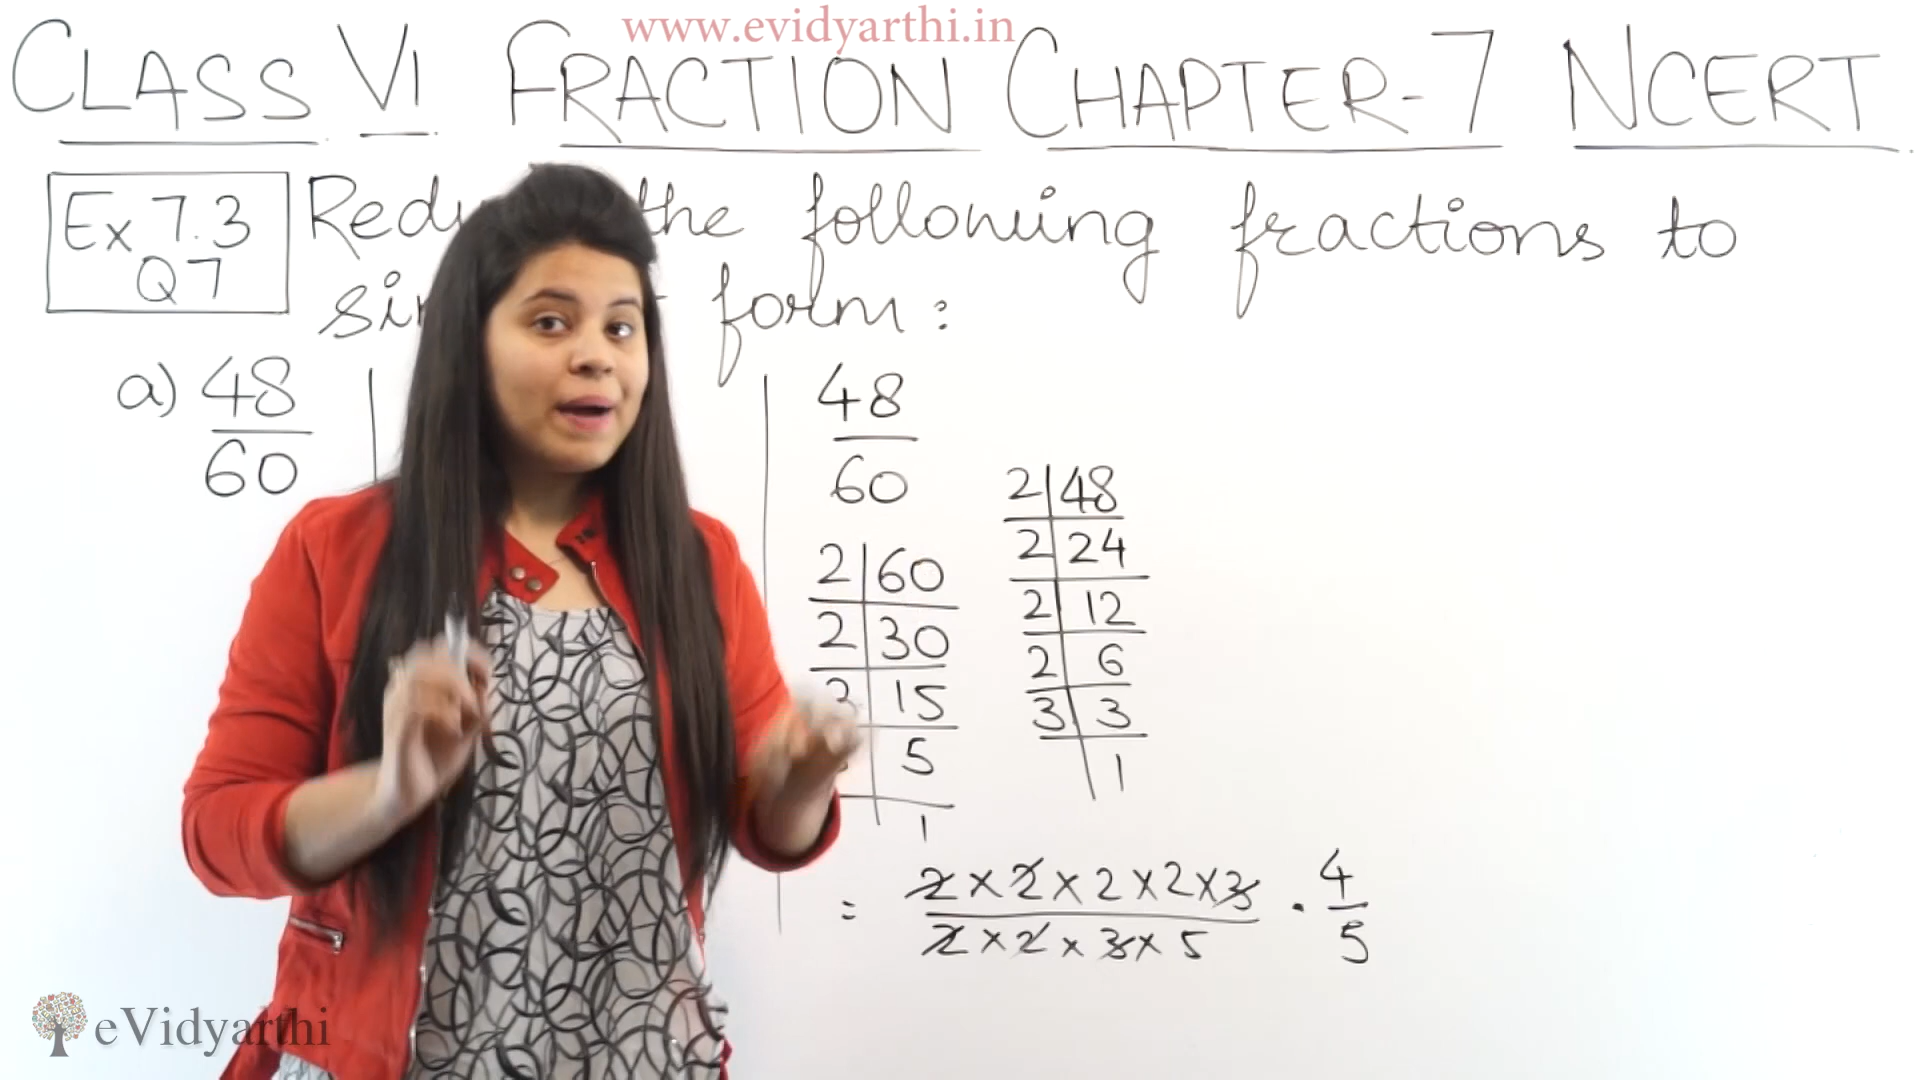 www.evidyarthi.in
CLASS VI FRACTION CHAPTER-7 NCERT
Ex 7.3
Q7
the following fractions to
form:
a) 48
60
48
60
2 60
2 30
3 15
5
1
2 48
2 24
2 12
2 6
3 3
1
= 2 × 2 × 2 × 2 × 3 · 4
2 × 2 × 3 × 5 5
eVidyarthi